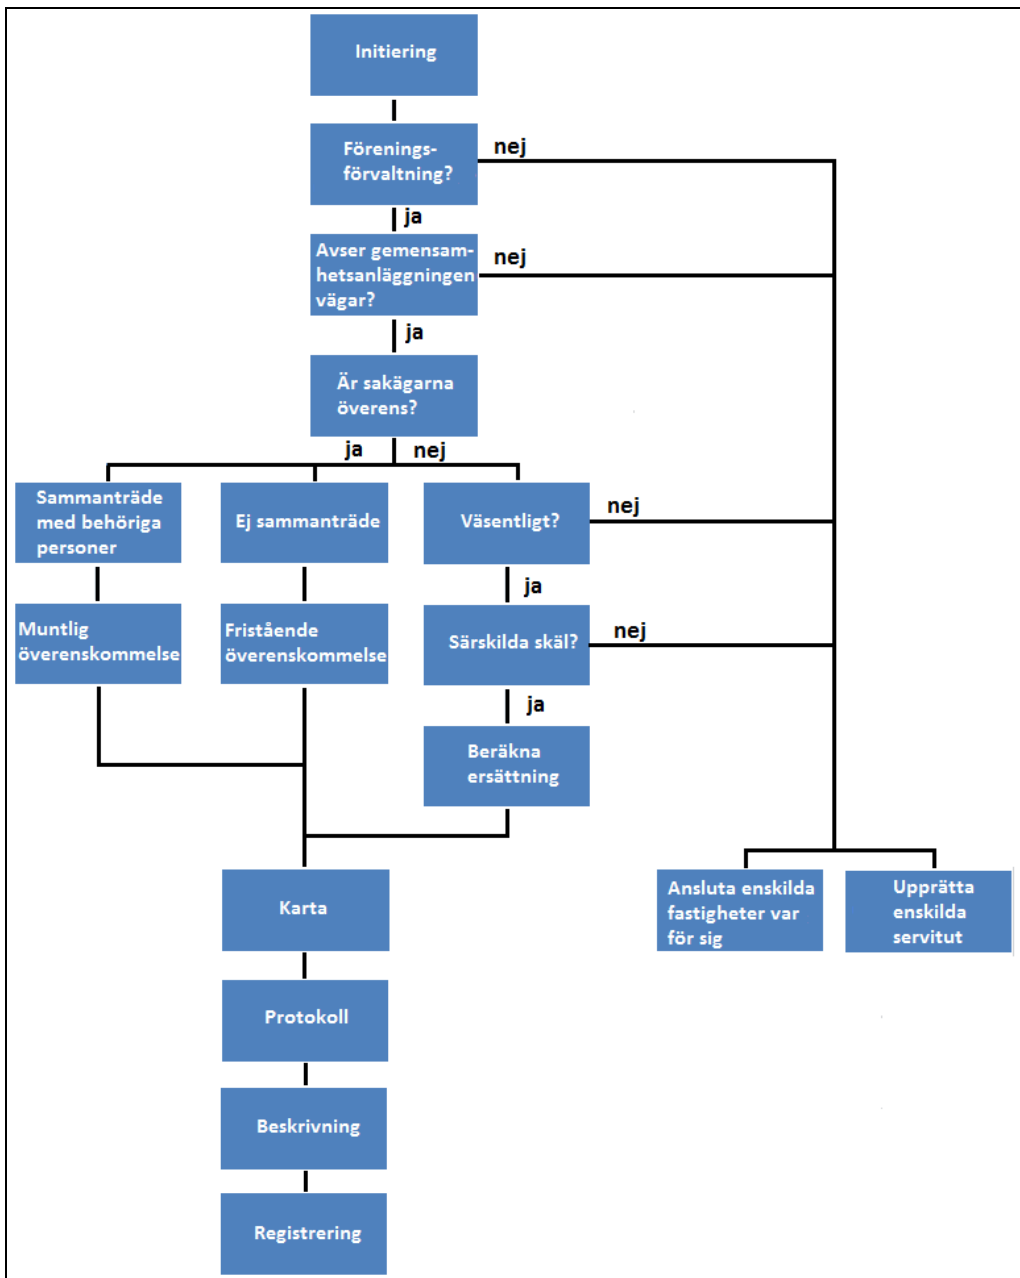 Initiering
nej
Förenings-
förvaltning?
ja
Avser gemensam-
hetsanläggningen
vägar?
nej
ja
Är sakägarna
överens?
ja
nej
Sammanträde
med behöriga
personer
Ej sammanträde
Väsentligt?
nej
ja
Muntlig
överenskommelse
Fristående
överenskommelse
Särskilda skäl?
nej
ja
Beräkna
ersättning
Karta
Ansluta enskilda
fastigheter var
för sig
Upprätta
enskilda
servitut
Protokoll
Beskrivning
Registrering